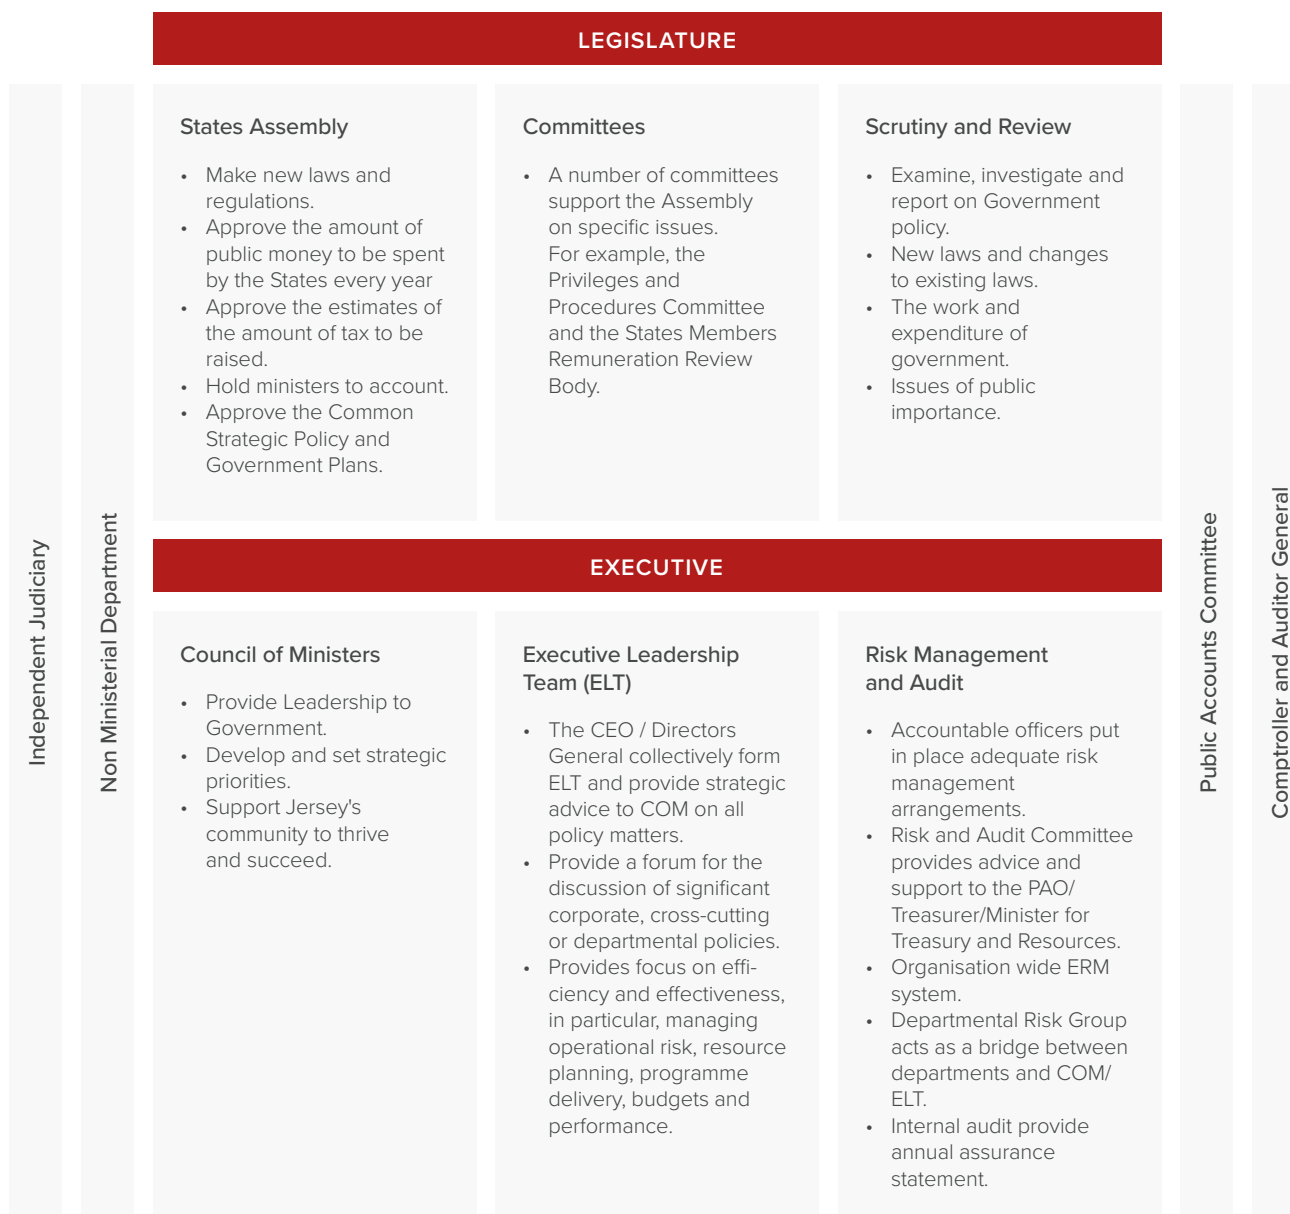 LEGISLATURE
Independent Judiciary
Non Ministerial Department
States Assembly
• Make new laws and
regulations.
• Approve the amount of
public money to be spent
by the States every year
• Approve the estimates of
the amount of tax to be
raised.
• Hold ministers to account.
• Approve the Common
Strategic Policy and
Government Plans.
Committees
• A number of committees
support the Assembly
on specific issues.
For example, the
Privileges and
Procedures Committee
and the States Members
Remuneration Review
Body.
Scrutiny and Review
• Examine, investigate and
report on Government
policy.
• New laws and changes
to existing laws.
• The work and
expenditure of
government.
• Issues of public
importance.
EXECUTIVE
Council of Ministers
• Provide Leadership to
Government.
• Develop and set strategic
priorities.
• Support Jersey's
community to thrive
and succeed.
Executive Leadership
Team (ELT)
• The CEO / Directors
General collectively form
ELT and provide strategic
advice to COM on all
policy matters.
• Provide a forum for the
discussion of significant
corporate, cross-cutting
or departmental policies.
• Provides focus on effi-
ciency and effectiveness,
in particular, managing
operational risk, resource
planning, programme
delivery, budgets and
performance.
Risk Management
and Audit
• Accountable officers put
in place adequate risk
management
arrangements.
• Risk and Audit Committee
provides advice and
support to the PAO/
Treasurer/Minister for
Treasury and Resources.
• Organisation wide ERM
system.
• Departmental Risk Group
acts as a bridge between
departments and COM/
ELT.
• Internal audit provide
annual assurance
statement.
Public Accounts Committee
Comptroller and Auditor General